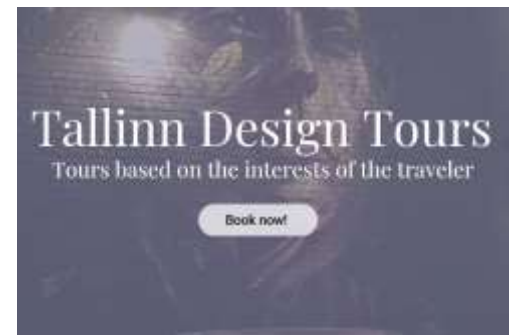 Tallinn Design Tours
Tours based on the interests of the traveler
Book now!